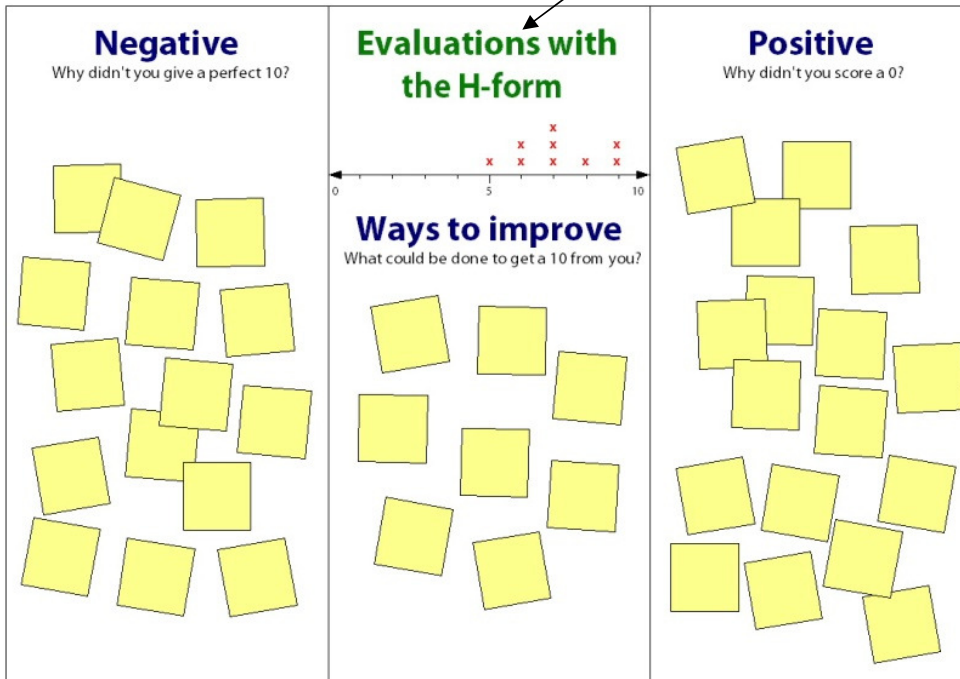 Negative
Why didn't you give a perfect 10?
Evaluations with
the H-form
x
x x x
x x x x x
0 5 10
Ways to improve
What could be done to get a 10 from you?
Positive
Why didn't you score a 0?